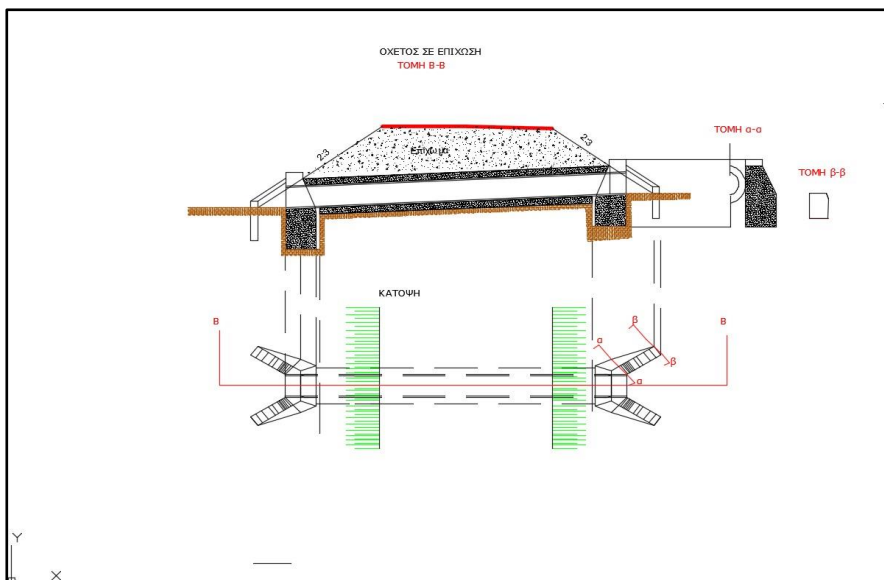 ΟΧΕΤΟΣ ΣΕ ΕΠΙΧΩΣΗ
ΤΟΜΗ Β-Β
2:3
2:3
Επίχωμα
ΤΟΜΗ α-α
ΤΟΜΗ β-β
ΚΑΤΟΨΗ
Β
β
Β
α
β
α
Y
X